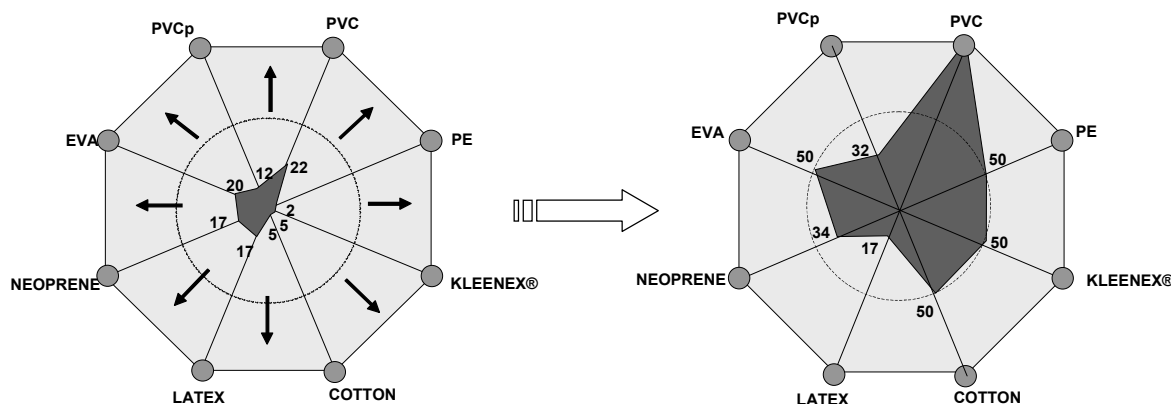 PVCp
PVC
EVA
PE
12
22
20
17
2
5
5
17
NEOPRENE
KLEENEX®
LATEX
COTTON
PVCp
PVC
EVA
PE
32
50
50
34
17
50
50
NEOPRENE
KLEENEX®
LATEX
COTTON